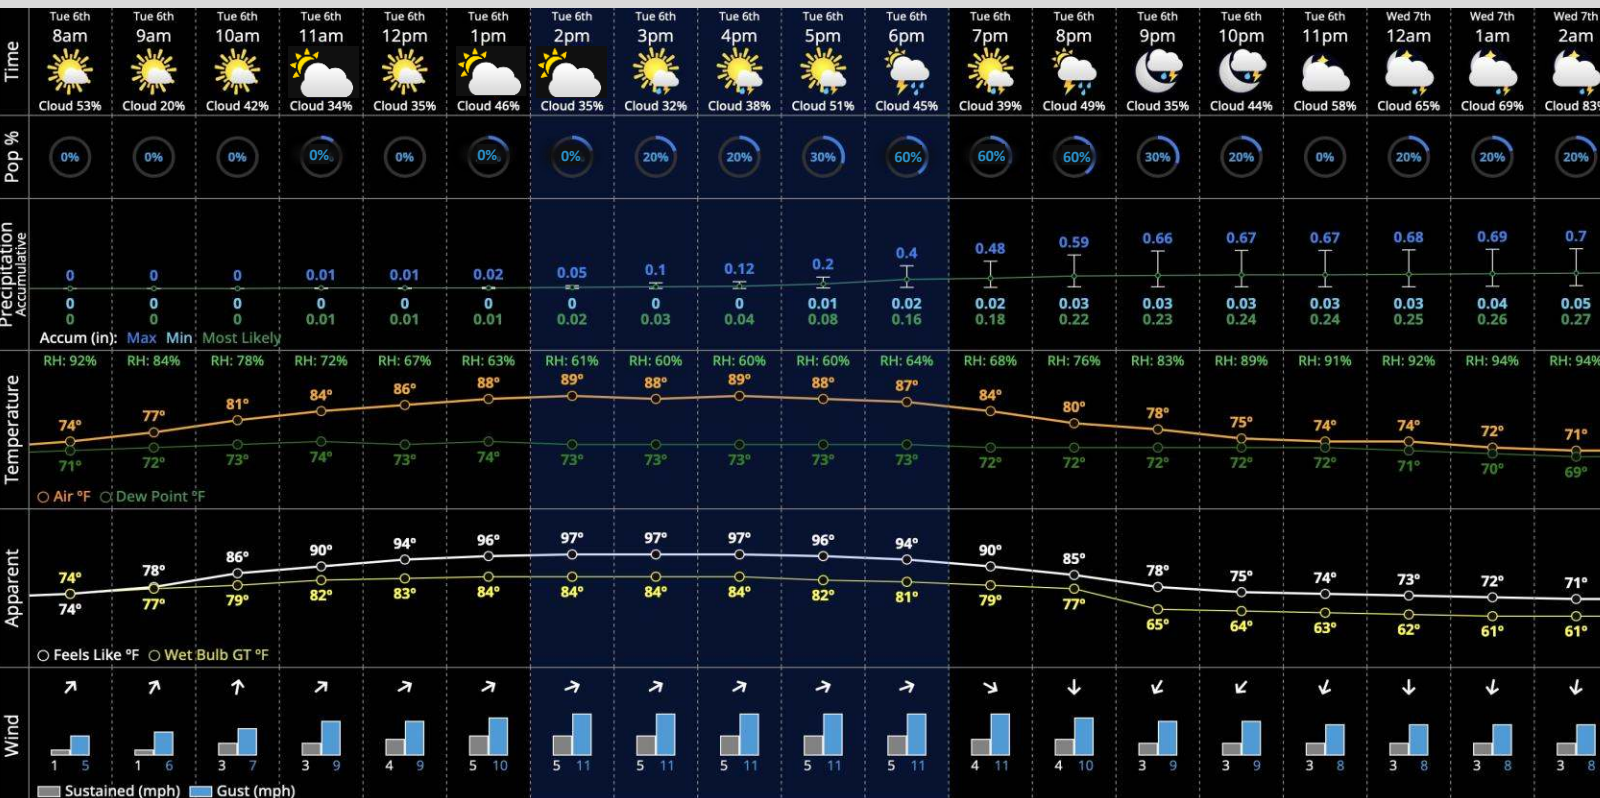 Tue 6th Tue 6th Tue 6th Tue 6th Tue 6th Tue 6th Tue 6th Tue 6th Tue 6th Tue 6th Tue 6th Tue 6th Tue 6th Tue 6th Tue 6th Tue 6th Wed 7th Wed 7th Wed 7th
8am 9am 10am 11am 12pm 1pm 2pm 3pm 4pm 5pm 6pm 7pm 8pm 9pm 10pm 11pm 12am 1am 2am
Time
Cloud 53% Cloud 20% Cloud 42% Cloud 34% Cloud 35% Cloud 46% Cloud 35% Cloud 32% Cloud 38% Cloud 51% Cloud 45% Cloud 39% Cloud 49% Cloud 35% Cloud 44% Cloud 58% Cloud 65% Cloud 69% Cloud 83%
Pop %
0% 0% 0% 0% 0% 0% 0% 20% 20% 30% 60% 60% 60% 30% 20% 0% 20% 20% 20%
Precipitation
Accumulative
0 0 0 0.01 0.01 0.02 0.05 0.1 0.12 0.2 0.4 0.48 0.59 0.66 0.67 0.67 0.68 0.69 0.7
0 0 0 0 0 0 0 0 0 0.01 0.02 0.02 0.03 0.03 0.03 0.03 0.03 0.04 0.05
0 0 0 0.01 0.01 0.01 0.02 0.03 0.04 0.08 0.16 0.18 0.22 0.23 0.24 0.24 0.25 0.26 0.27
Accum (in): Max Min Most Likely
Temperature
RH: 92% RH: 84% RH: 78% RH: 72% RH: 67% RH: 63% RH: 61% RH: 60% RH: 60% RH: 60% RH: 64% RH: 68% RH: 76% RH: 83% RH: 89% RH: 91% RH: 92% RH: 94% RH: 94%
74° 77° 81° 84° 86° 88° 89° 88° 89° 88° 87° 84° 80° 78° 75° 74° 74° 72° 71°
71° 72° 73° 74° 73° 74° 73° 73° 73° 73° 73° 72° 72° 72° 72° 72° 71° 70° 69°
Air °F Dew Point °F
Apparent
74° 78° 86° 90° 94° 96° 97° 97° 97° 96° 94° 90° 85° 78° 75° 74° 73° 72° 71°
74° 77° 79° 82° 83° 84° 84° 84° 84° 82° 81° 79° 77° 65° 64° 63° 62° 61° 61°
Feels Like °F Wet Bulb GT °F
Wind
1 5 1 6 3 7 3 9 4 9 5 10 5 11 5 11 5 11 5 11 5 11 4 11 4 10 3 9 3 9 3 8 3 8 3 8 3 8
Sustained (mph) Gust (mph)